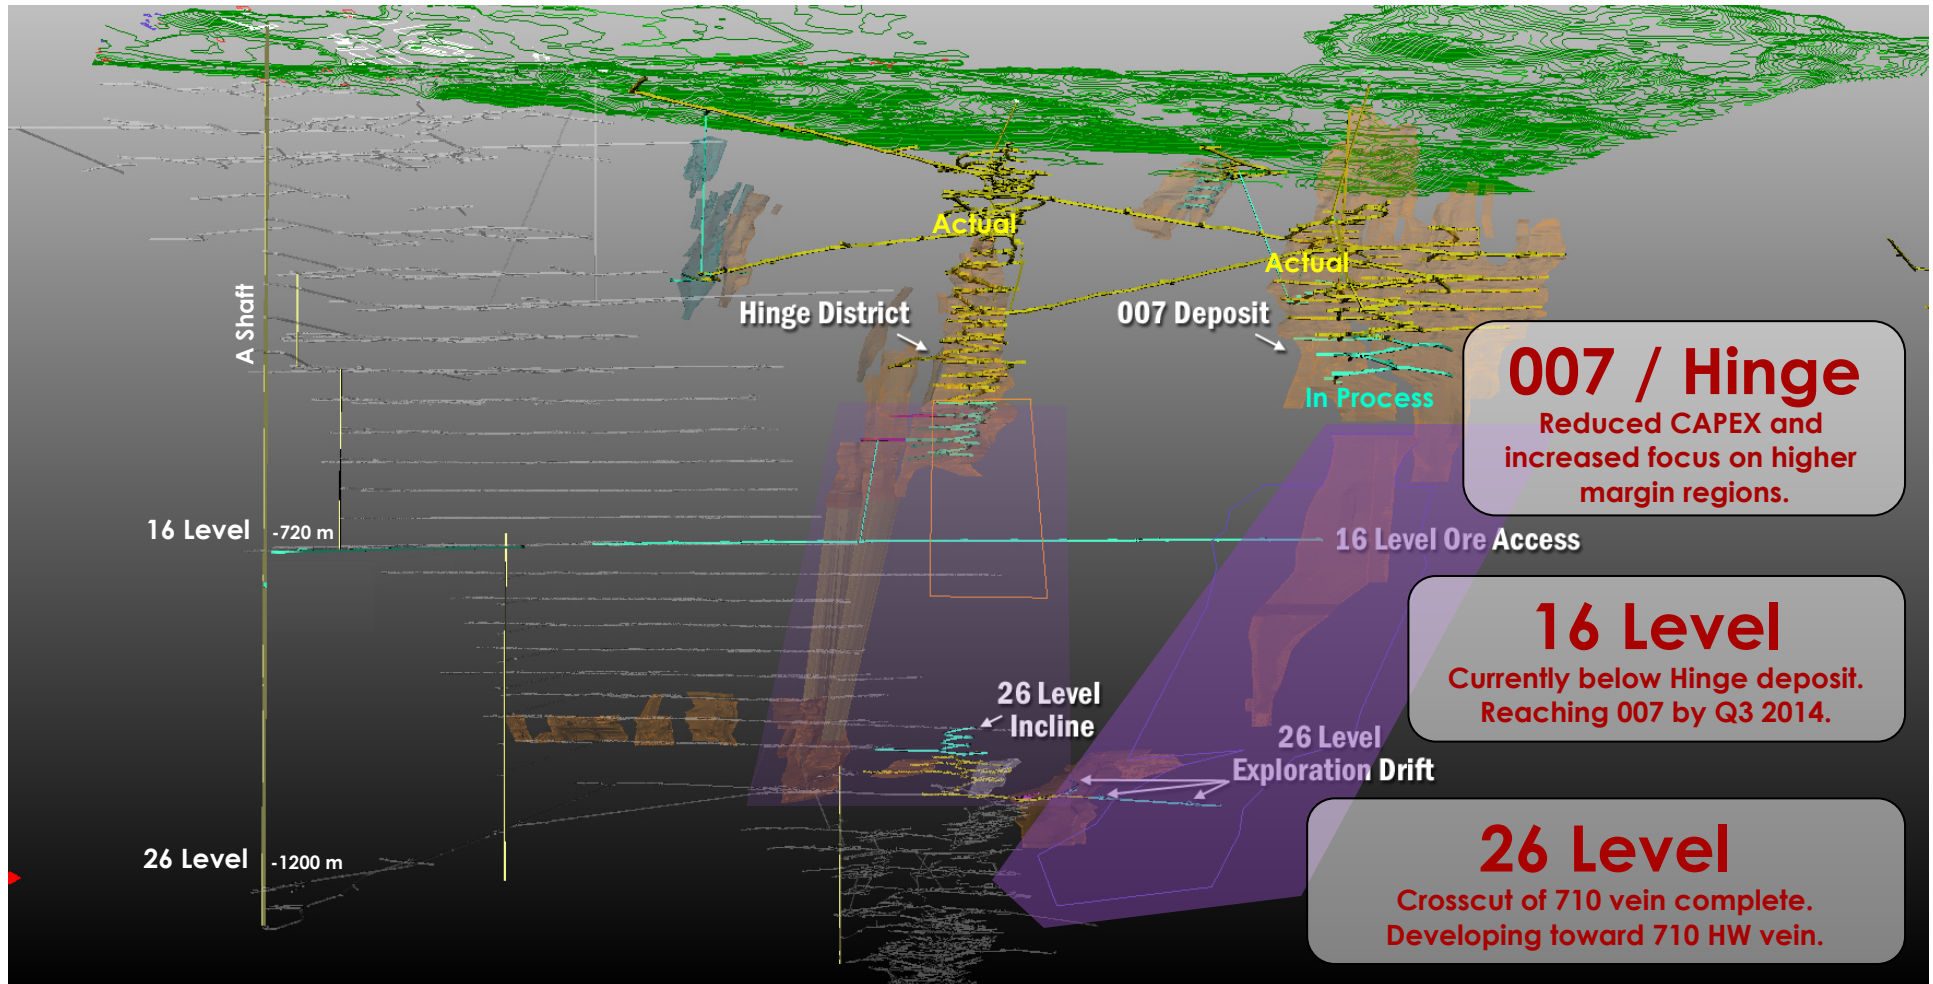 Actual
Actual
A Shaft
Hinge District
007 Deposit
In Process
007 / Hinge
Reduced CAPEX and
increased focus on higher
margin regions.
16 Level
-720 m
16 Level Ore Access
16 Level
Currently below Hinge deposit.
Reaching 007 by Q3 2014.
26 Level
Incline
26 Level
Exploration Drift
26 Level
-1200 m
26 Level
Crosscut of 710 vein complete.
Developing toward 710 HW vein.